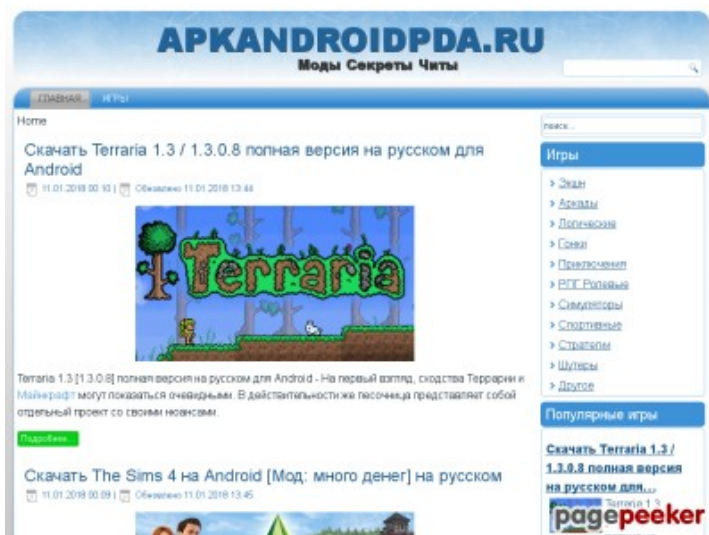 APKANDROIDPDA.RU
Моды Секреты Читы
ГЛАВНАЯ ИГРЫ
Home
Скачать Terraria 1.3 / 1.3.0.8 полная версия на русском для
Android
11.01.2018 00:10 | Обновлено 11.01.2018 13:44
Terraria
Terraria 1.3 [1.3.0.8] полная версия на русском для Android - На первый взгляд, сходства Террарии и
Майнкрафт могут показаться очевидными. В действительности же песочница представляет собой
отдельный проект со своими нюансами.
Подробнее...
Скачать The Sims 4 на Android [Мод: много денег] на русском
11.01.2018 00:09 | Обновлено 11.01.2018 13:45
поиск...
Игры
Экшн
Аркады
Логические
Гонки
Приключения
РПГ Ролевые
Симуляторы
Спортивные
Стратегии
Шутеры
Другое
Популярные игры
Скачать Terraria 1.3 /
1.3.0.8 полная версия
на русском для...
Terraria 1.3
pagepeeker